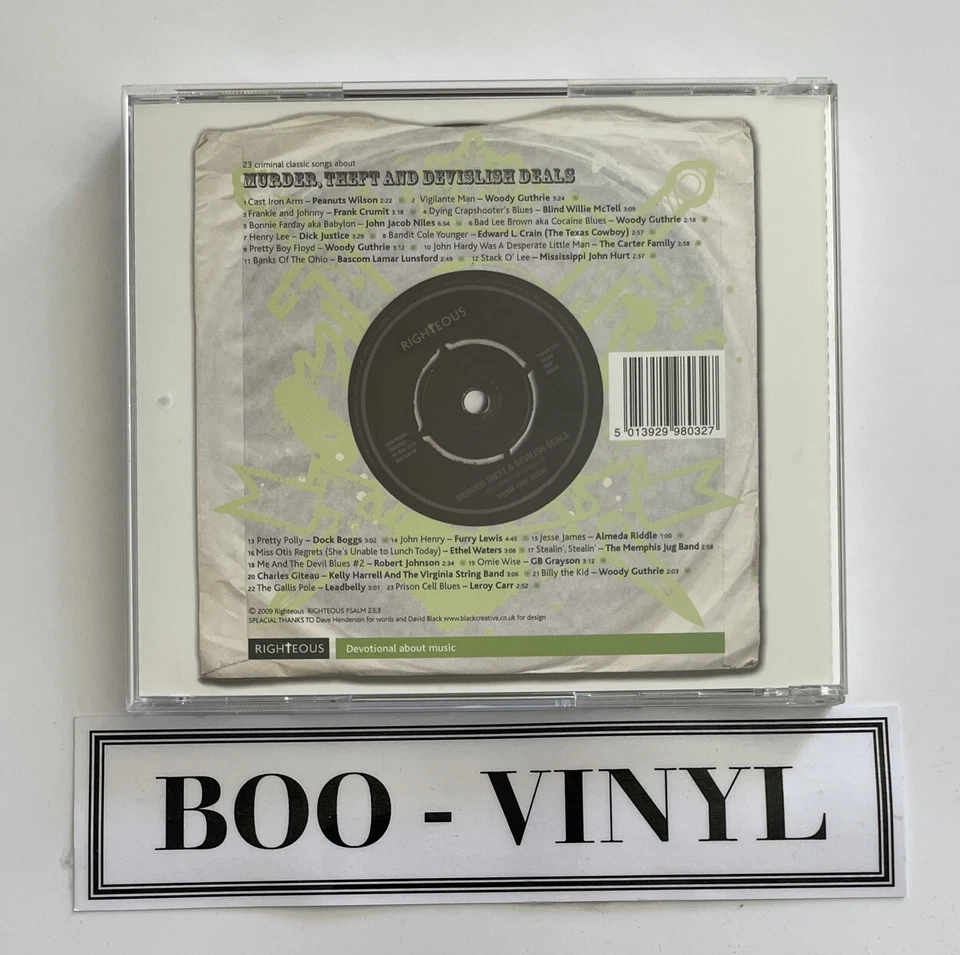 23 criminal classic songs about
MURDER, THEFT AND DEVISLISH DEALS
1 Cast Iron Arm – Peanuts Wilson 2:22 2 Vigilante Man – Woody Guthrie 3:24
3 Frankie and Johnny – Frank Crumit 3:18 4 Dying Crapshooter's Blues – Blind Willie McTell 3:09
5 Bonnie Farday aka Babylon – John Jacob Niles 6:54 6 Bad Lee Brown aka Cocaine Blues – Woody Guthrie 2:18
7 Henry Lee – Dick Justice 3:29 8 Bandit Cole Younger – Edward L. Crain (The Texas Cowboy) 2:57
9 Pretty Boy Floyd – Woody Guthrie 3:12 10 John Hardy Was A Desperate Little Man – The Carter Family 2:58
11 Banks Of The Ohio – Bascom Lamar Lunsford 2:49 12 Stack O' Lee – Mississippi John Hurt 2:57
RIGHTEOUS
MURDER THEFT & DEVILISH DEALS
5 013929 980327
13 Pretty Polly – Dock Boggs 3:02 14 John Henry – Furry Lewis 4:45 15 Jesse James – Almeda Riddle 1:00
16 Miss Otis Regrets (She's Unable to Lunch Today) – Ethel Waters 3:08 17 Stealin', Stealin' – The Memphis Jug Band 2:58
18 Me And The Devil Blues #2 – Robert Johnson 2:34 19 Omie Wise – GB Grayson 3:12
20 Charles Giteau – Kelly Harrell And The Virginia String Band 3:06 21 Billy the Kid – Woody Guthrie 2:03
22 The Gallis Pole – Leadbelly 3:01 23 Prison Cell Blues – Leroy Carr 2:52
© 2009 Righteous RIGHTEOUS PSALM 23:3
SPEACIAL THANKS TO Dave Henderson for words and David Black www.blackcreative.co.uk for design
RIGHTEOUS Devotional about music
BOO - VINYL